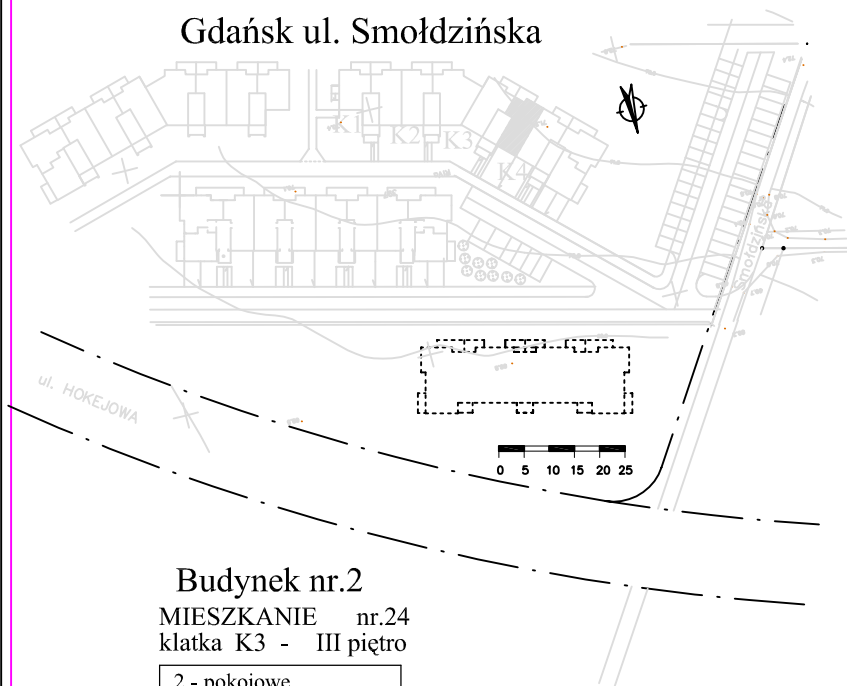 Gdańsk ul. Smołdzińska
K1
K2
K3
K4
Smołdzińska
ul. HOKEJOWA
0 5 10 15 20 25
Budynek nr.2
MIESZKANIE nr.24
klatka K3 - III piętro
2 - pokojowe